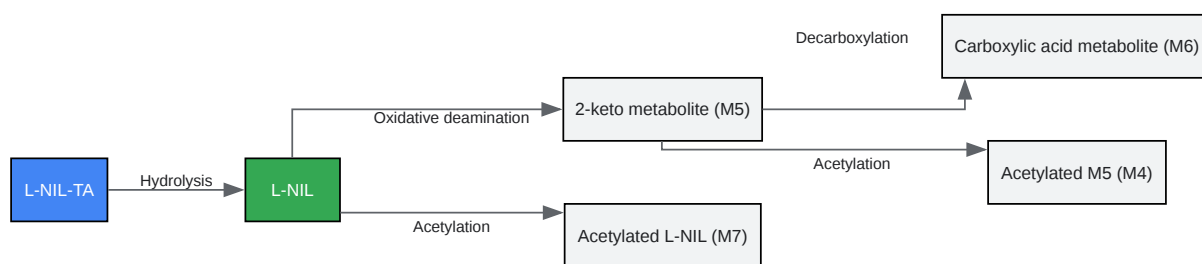 Decarboxylation
Carboxylic acid metabolite (M6)
Oxidative deamination
2-keto metabolite (M5)
L-NIL-TA
Hydrolysis
L-NIL
Acetylation
Acetylated M5 (M4)
Acetylation
Acetylated L-NIL (M7)